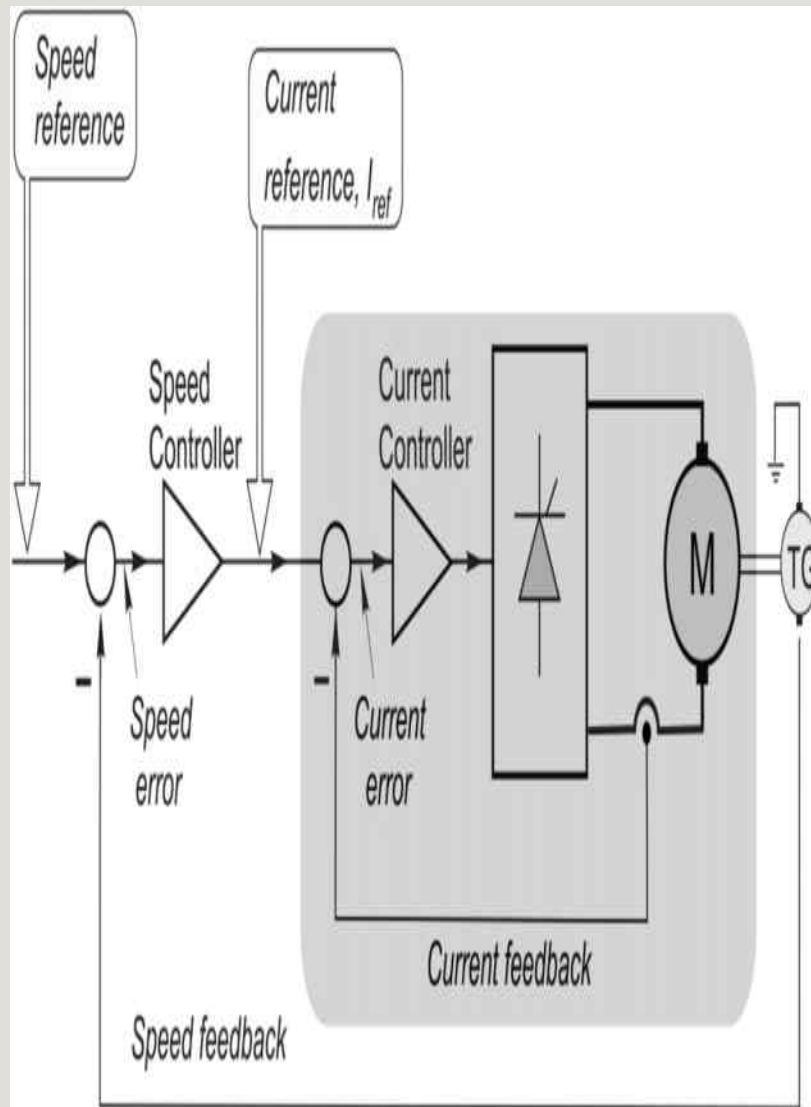 Speed
reference
Current
reference, Iref
Speed
Controller
Current
Controller
M
TG
-
-
Speed
error
Current
error
Current feedback
Speed feedback